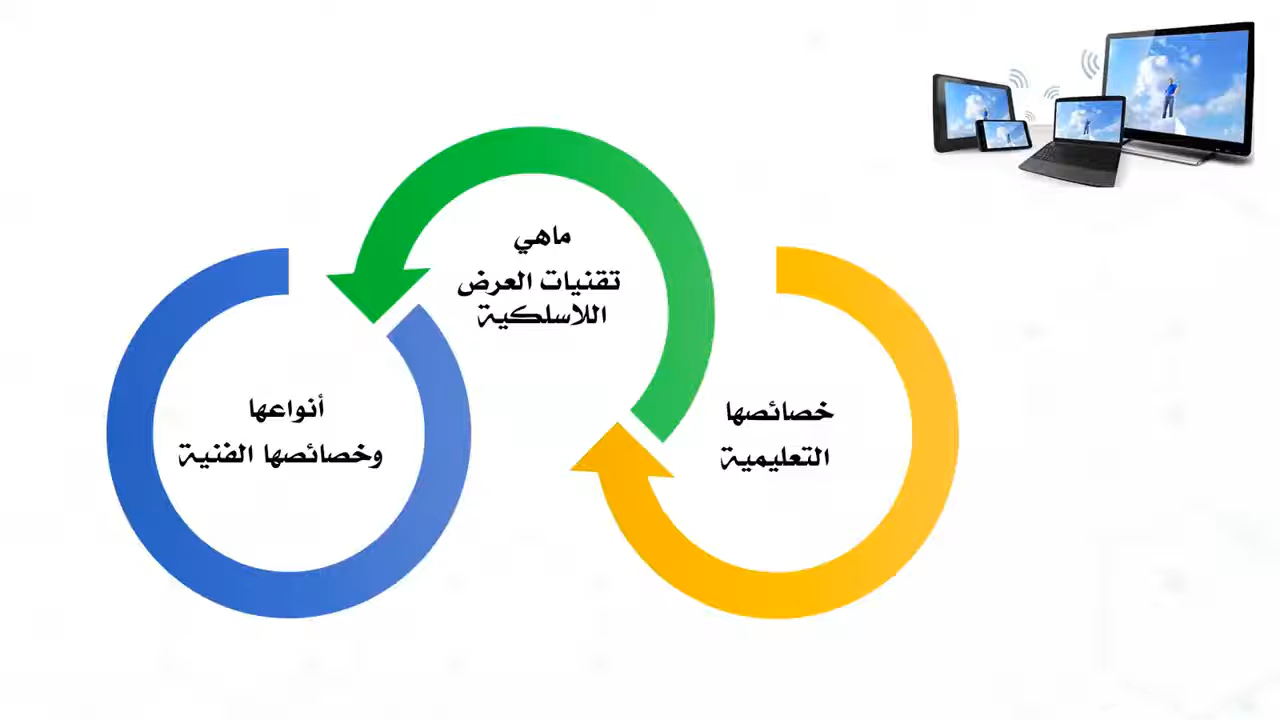 ماهي
تقنيات العرض
اللاسلكية
خصائصها
التعليمية
أنواعها
وخصائصها الفنية